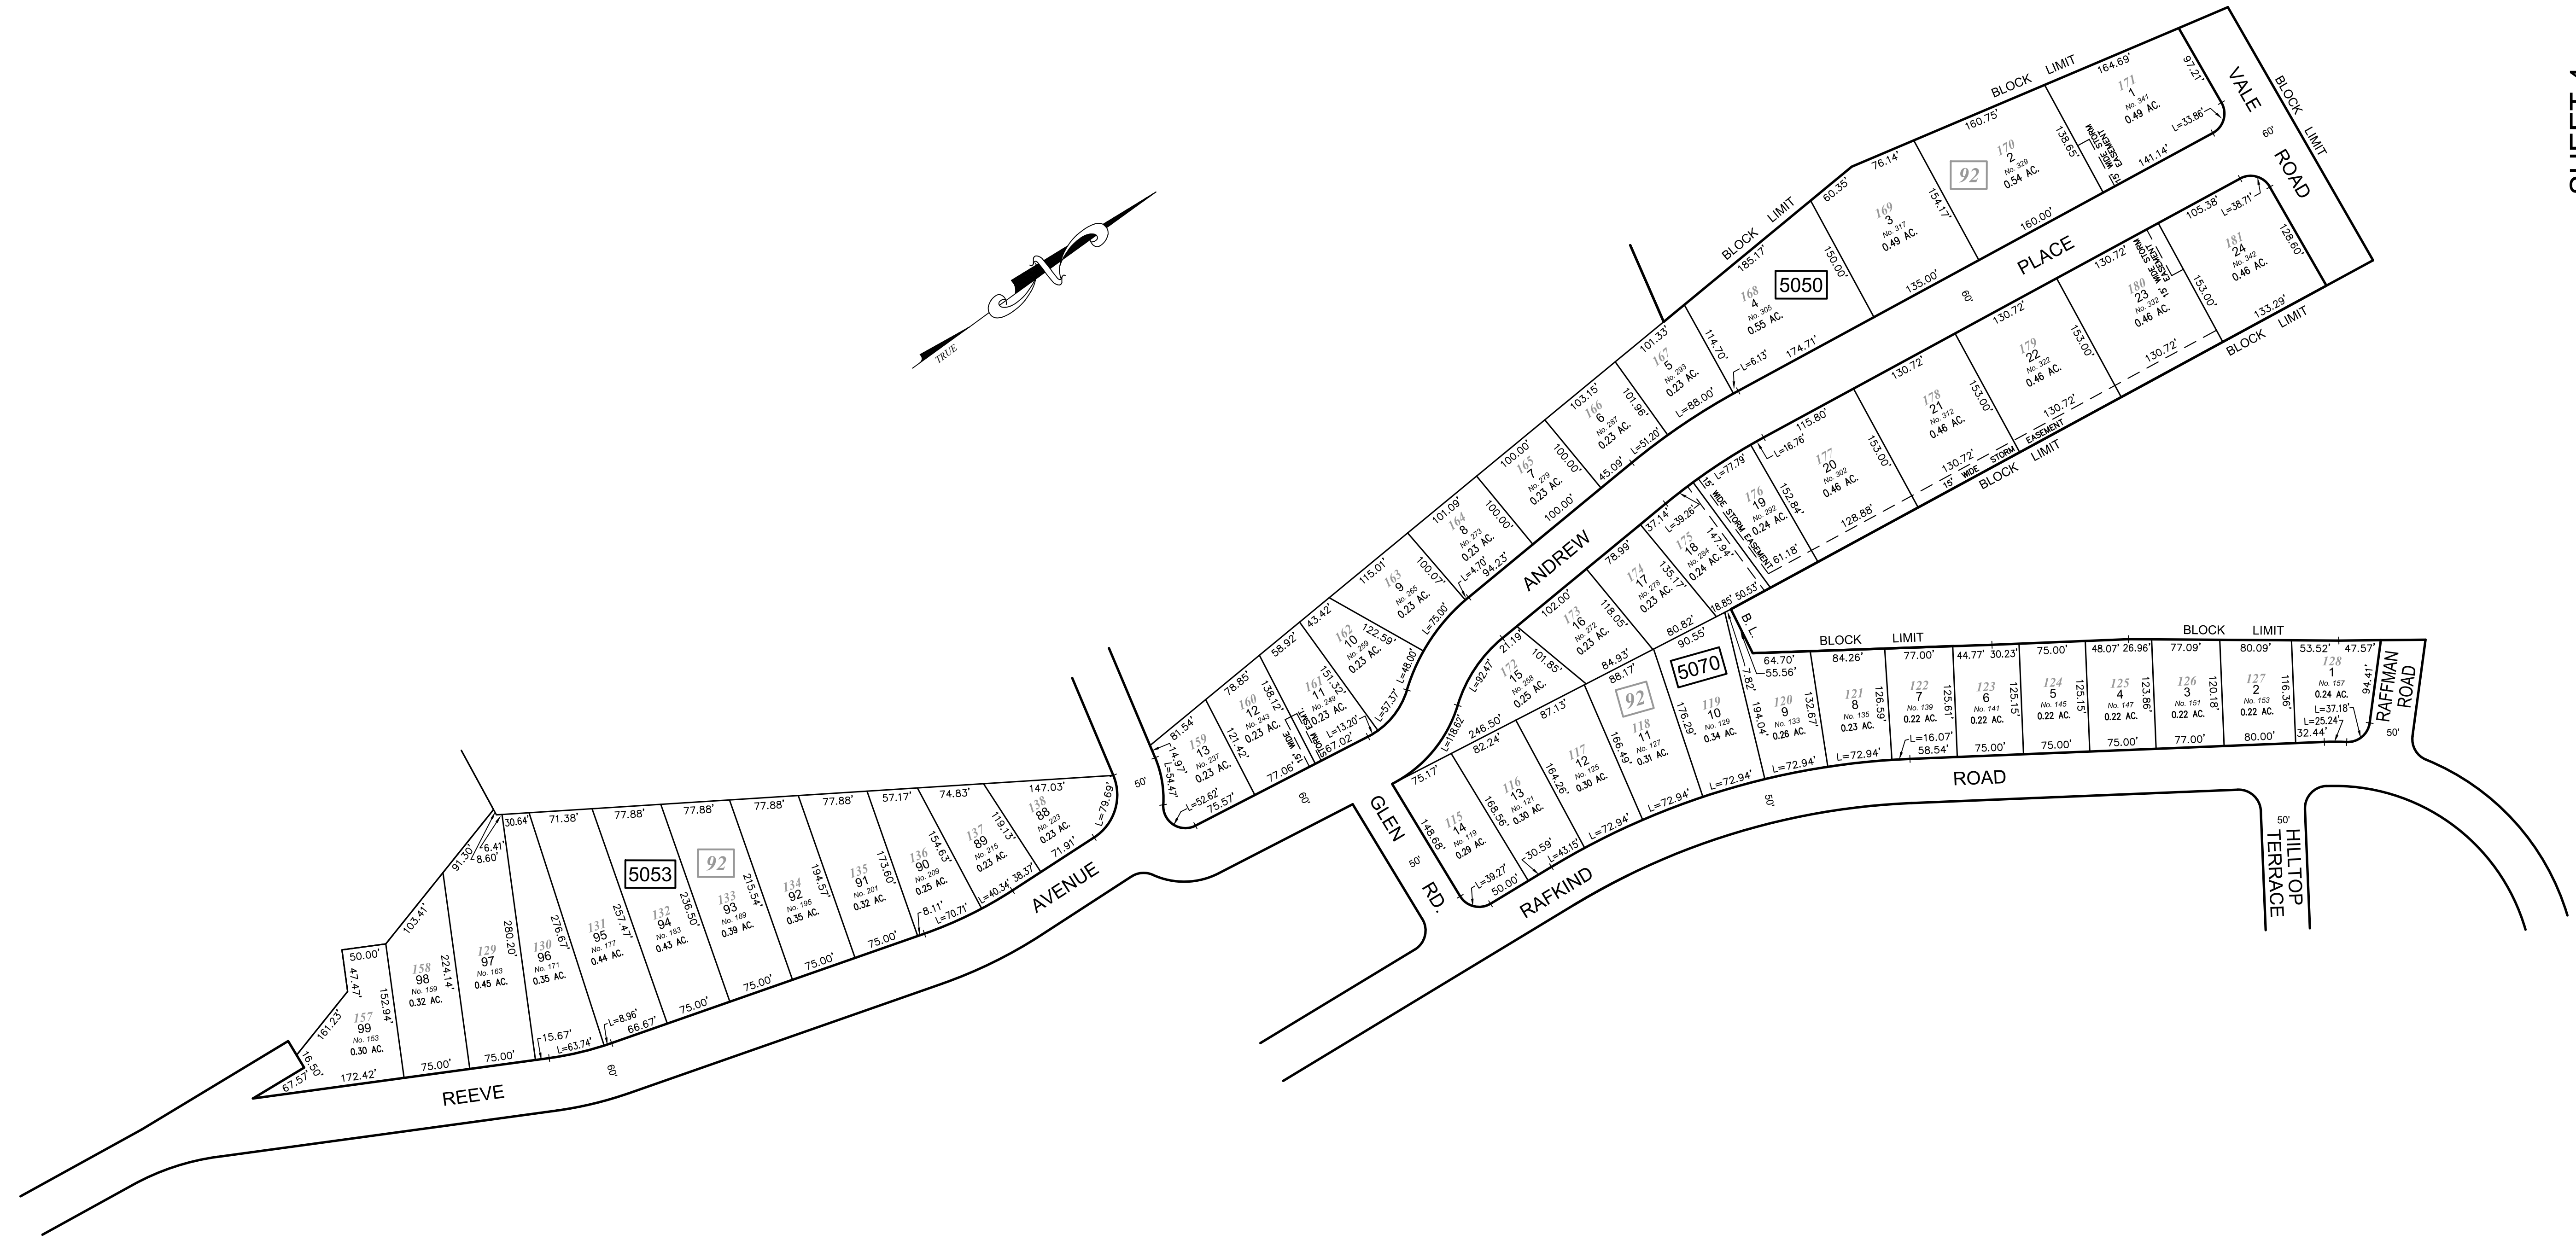 TRUE
SHEET 4
BLOCK LIMIT
164.69'
97.21'
171
1
No. 341
0.49 AC.
L=33.86'
141.14'
138.65'
15' WIDE STORM
EASEMENT
VALE ROAD
60'
BLOCK LIMIT
160.75'
170
2
No. 329
0.54 AC.
92
160.00'
154.17'
76.14'
60.35'
169
3
No. 317
0.49 AC.
135.00'
150.00'
BLOCK LIMIT
185.17'
5050
168
4
No. 305
0.55 AC.
L=6.13'
174.71'
114.70'
101.33'
167
5
No. 293
0.23 AC.
L=88.00'
101.96'
103.15'
166
6
No. 287
0.23 AC.
L=51.20'
45.09'
100.00'
100.00'
165
7
No. 279
0.23 AC.
100.00'
100.00'
101.09'
164
8
No. 273
0.23 AC.
L=4.70'
94.23'
100.07'
115.01'
163
9
No. 265
0.23 AC.
L=75.00'
122.59'
43.42'
162
10
No. 259
0.23 AC.
L=48.00'
L=57.37'
151.32'
58.92'
161
11
No. 249
0.23 AC.
L=13.20'
67.02'
15' WIDE
STORM ESM'T.
138.12'
78.85'
160
12
No. 243
0.23 AC.
77.06'
121.42'
81.54'
159
13
No. 237
0.23 AC.
14.97'
L=54.47'
L=52.62'
75.57'
50'
60'
ANDREW PLACE
60'
105.38'
L=38.71'
128.60'
181
24
No. 342
0.46 AC.
133.29'
153.00'
130.72'
15' WIDE STORM
EASEMENT
180
23
No. 332
0.46 AC.
130.72'
153.00'
130.72'
179
22
No. 322
0.46 AC.
130.72'
153.00'
130.72'
178
21
No. 312
0.46 AC.
130.72'
153.00'
115.80'
L=16.76'
177
20
No. 302
0.46 AC.
128.88'
152.84'
L=77.79'
176
19
No. 292
0.24 AC.
61.18'
15' WIDE STORM EASEMENT
147.94'
L=39.26'
37.14'
175
18
No. 284
0.24 AC.
18.85'
50.53'
135.17'
78.99'
174
17
No. 278
0.23 AC.
80.82'
118.05'
102.00'
173
16
No. 272
0.23 AC.
84.93'
101.85'
21.19'
L=92.47'
172
15
No. 258
0.25 AC.
L=118.62'
246.50'
15' WIDE STORM EASEMENT
BLOCK LIMIT
BLOCK LIMIT
B. L.
BLOCK LIMIT
BLOCK LIMIT
75.17'
148.68'
115
14
No. 119
0.29 AC.
L=39.27'
50.00'
168.56'
82.24'
116
13
No. 121
0.30 AC.
30.59'
L=43.15'
164.26'
87.13'
117
12
No. 125
0.30 AC.
L=72.94'
166.49'
88.17'
92
118
11
No. 127
0.31 AC.
L=72.94'
176.29'
90.55'
5070
119
10
No. 129
0.34 AC.
L=72.94'
194.04'
7.82'
55.56'
64.70'
120
9
No. 133
0.26 AC.
L=72.94'
132.67'
84.26'
121
8
No. 135
0.23 AC.
L=72.94'
126.59'
77.00'
122
7
No. 139
0.22 AC.
L=16.07'
58.54'
125.61'
44.77'
30.23'
123
6
No. 141
0.22 AC.
75.00'
125.15'
75.00'
124
5
No. 145
0.22 AC.
75.00'
125.15'
48.07'
26.96'
125
4
No. 147
0.22 AC.
75.00'
123.86'
77.09'
126
3
No. 151
0.22 AC.
77.00'
120.18'
80.09'
127
2
No. 153
0.22 AC.
80.00'
116.36'
53.52'
47.57'
128
1
No. 157
0.24 AC.
L=37.18'
L=25.24'
32.44'
94.41'
RAFFMAN
ROAD
50'
GLEN RD.
50'
RAFKIND ROAD
50'
50'
HILLTOP
TERRACE
147.03'
138
88
No. 223
0.23 AC.
L=79.69'
71.91'
119.13'
74.83'
137
89
No. 215
0.23 AC.
L=40.34'
38.37'
154.63'
57.17'
136
90
No. 209
0.25 AC.
8.11'
L=70.71'
173.60'
77.88'
135
91
No. 201
0.32 AC.
75.00'
194.57'
77.88'
134
92
No. 195
0.35 AC.
75.00'
215.54'
77.88'
92
133
93
No. 189
0.39 AC.
75.00'
236.50'
77.88'
5053
132
94
No. 183
0.43 AC.
75.00'
257.47'
71.38'
131
95
No. 177
0.44 AC.
L=8.96'
66.67'
276.67'
30.64'
130
96
No. 171
0.35 AC.
15.67'
L=63.74'
280.20'
6.41'
8.60'
91.30'
129
97
No. 163
0.45 AC.
75.00'
224.14'
103.41'
158
98
No. 159
0.32 AC.
75.00'
152.94'
50.00'
47.47'
161.23'
157
99
No. 153
0.30 AC.
16.50'
67.57'
172.42'
REEVE AVENUE
60'